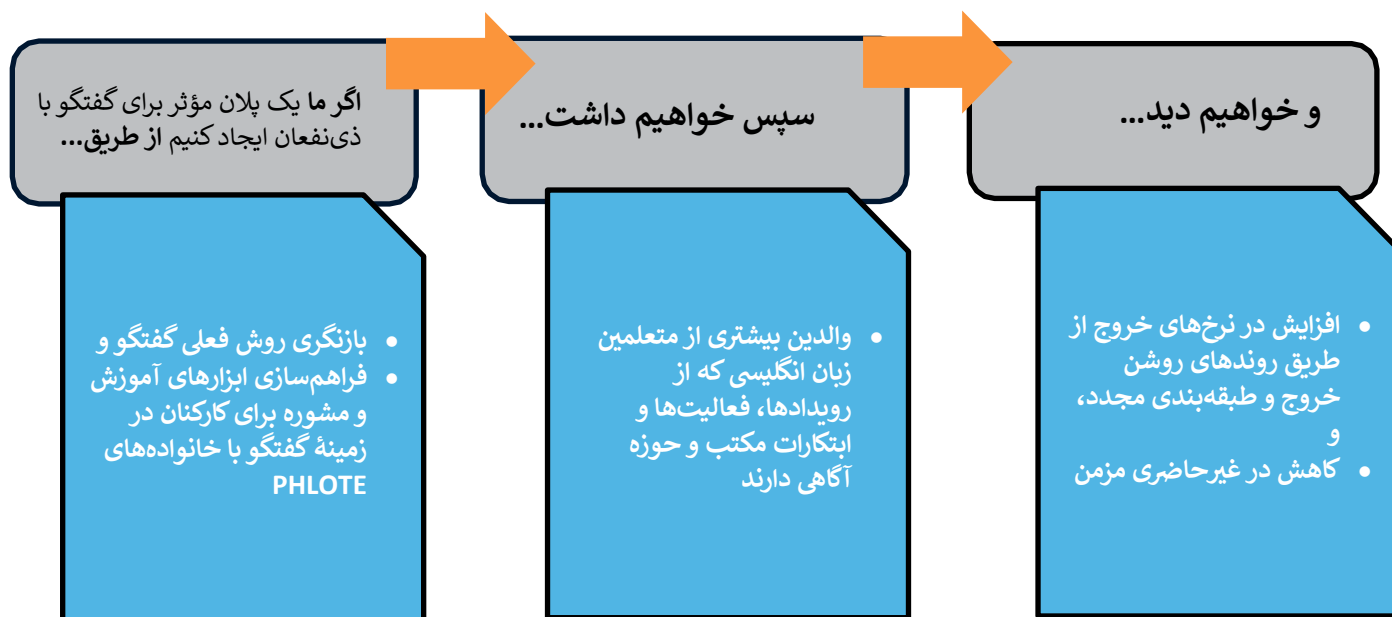 اگر ما یک پلان مؤثر برای گفتگو با
ذی‌نفعان ایجاد کنیم از طریق...
• بازنگری روش فعلی گفتگو و
• فراهم‌سازی ابزارهای آموزش
و مشوره برای کارکنان در
زمینهٔ گفتگو با خانواده‌های
PHLOTE
سپس خواهیم داشت...
• والدین بیشتری از متعلمین
زبان انگلیسی که از
رویدادها، فعالیت‌ها و
ابتکارات مکتب و حوزه
آگاهی دارند
و خواهیم دید...
• افزایش در نرخ‌های خروج از
طریق روندهای روشن
خروج و طبقه‌بندی مجدد،
و
• کاهش در غیرحاضری مزمن